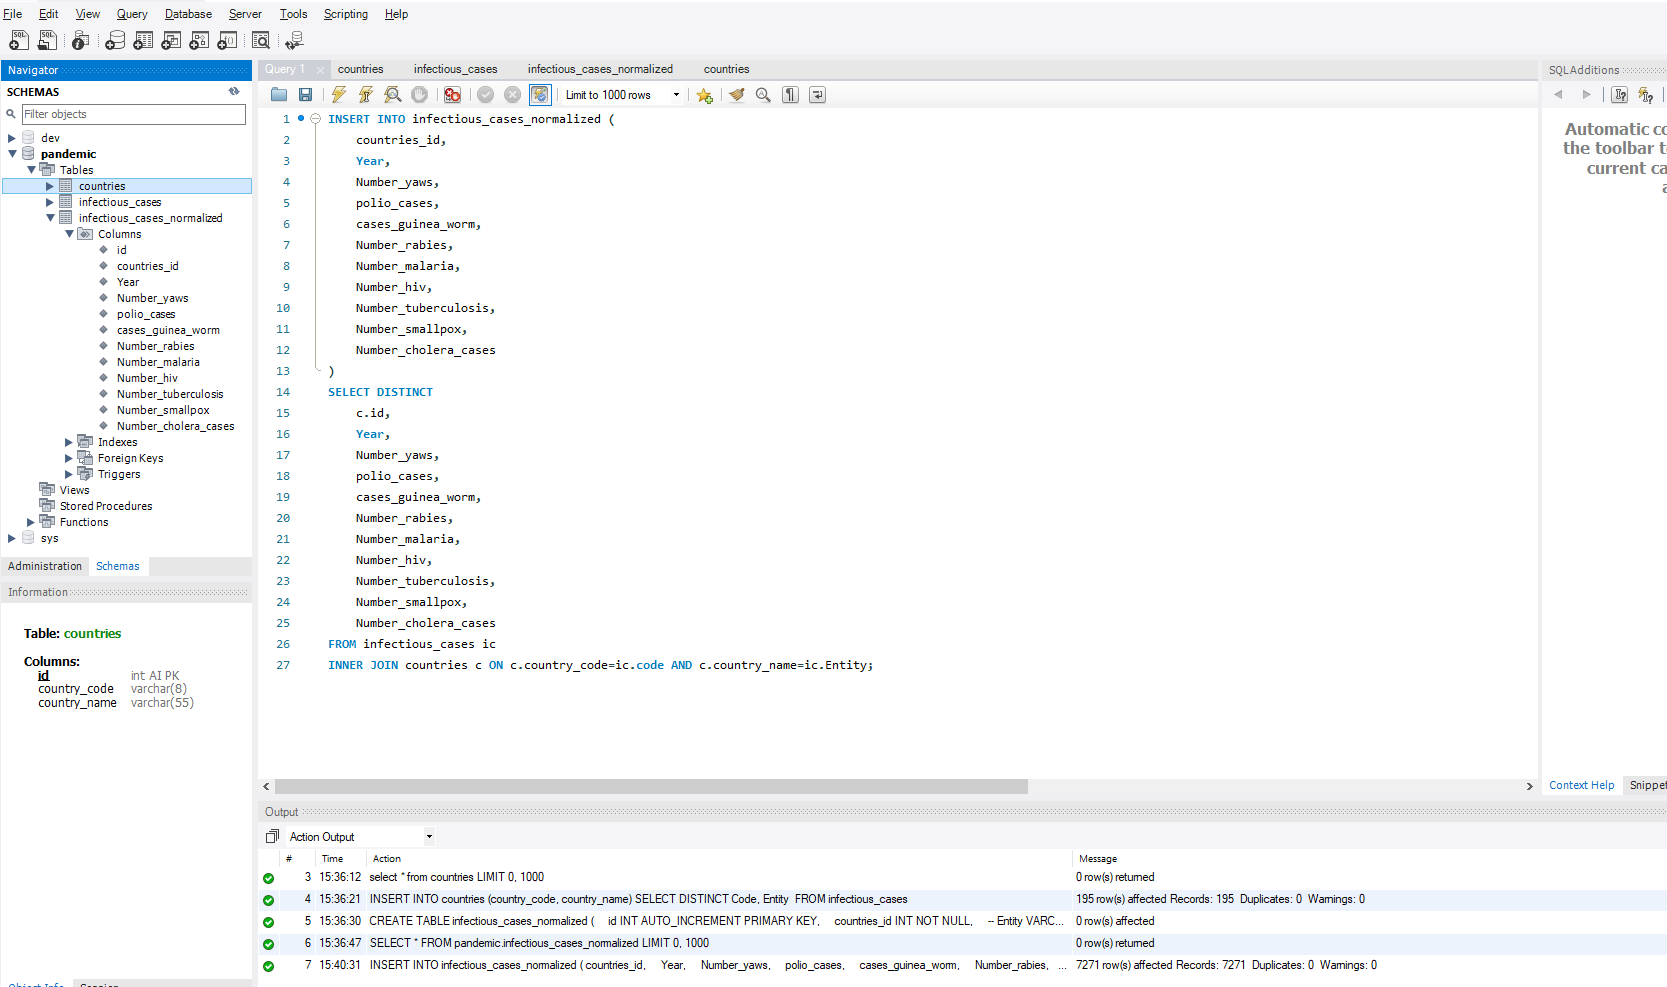 File Edit View Query Database Server Tools Scripting Help
Navigator
SCHEMAS
Filter objects
dev
pandemic
Tables
countries
infectious_cases
infectious_cases_normalized
Columns
id
countries_id
Year
Number_yaws
polio_cases
cases_guinea_worm
Number_rabies
Number_malaria
Number_hiv
Number_tuberculosis
Number_smallpox
Number_cholera_cases
Indexes
Foreign Keys
Triggers
Views
Stored Procedures
Functions
sys
Administration Schemas
Information
Table: countries
Columns:
id int AI PK
country_code varchar(8)
country_name varchar(55)
Object Info Session
Query 1 countries infectious_cases infectious_cases_normalized countries
Limit to 1000 rows
1 INSERT INTO infectious_cases_normalized (
2 countries_id,
3 Year,
4 Number_yaws,
5 polio_cases,
6 cases_guinea_worm,
7 Number_rabies,
8 Number_malaria,
9 Number_hiv,
10 Number_tuberculosis,
11 Number_smallpox,
12 Number_cholera_cases
13 )
14 SELECT DISTINCT
15 c.id,
16 Year,
17 Number_yaws,
18 polio_cases,
19 cases_guinea_worm,
20 Number_rabies,
21 Number_malaria,
22 Number_hiv,
23 Number_tuberculosis,
24 Number_smallpox,
25 Number_cholera_cases
26 FROM infectious_cases ic
27 INNER JOIN countries c ON c.country_code=ic.code AND c.country_name=ic.Entity;
SQLAdditions
Automatic co
the toolbar t
current ca
a
Context Help Snippet
Output
Action Output
# Time Action Message
3 15:36:12 select * from countries LIMIT 0, 1000 0 row(s) returned
4 15:36:21 INSERT INTO countries (country_code, country_name) SELECT DISTINCT Code, Entity FROM infectious_cases 195 row(s) affected Records: 195 Duplicates: 0 Warnings: 0
5 15:36:30 CREATE TABLE infectious_cases_normalized ( id INT AUTO_INCREMENT PRIMARY KEY, countries_id INT NOT NULL, -- Entity VARC... 0 row(s) affected
6 15:36:47 SELECT * FROM pandemic.infectious_cases_normalized LIMIT 0, 1000 0 row(s) returned
7 15:40:31 INSERT INTO infectious_cases_normalized ( countries_id, Year, Number_yaws, polio_cases, cases_guinea_worm, Number_rabies, ... 7271 row(s) affected Records: 7271 Duplicates: 0 Warnings: 0